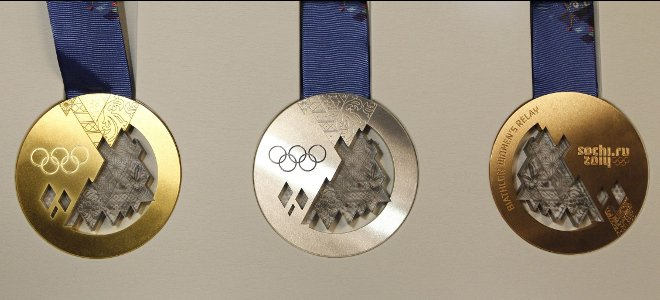 BIATHLON WOMEN'S RELAY
sochi.ru
2014